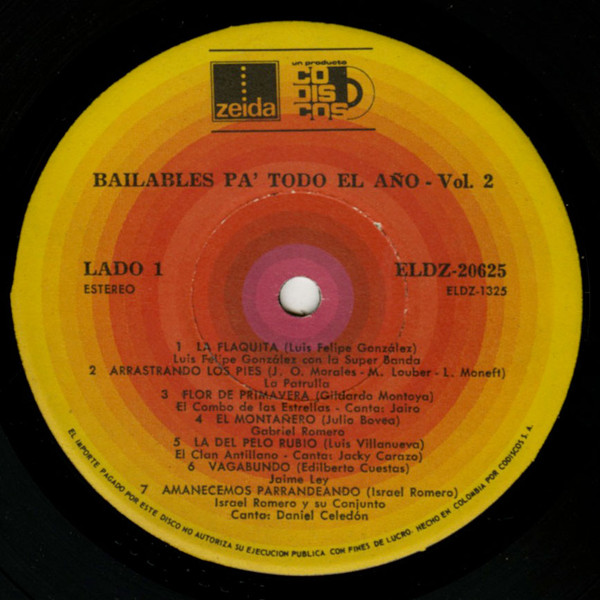 zeida
un producto
CO
DIS
COS
BAILABLES PA' TODO EL AÑO - Vol. 2
LADO 1
ELDZ-20625
ESTEREO
ELDZ-1325
1 LA FLAQUITA (Luis Felipe González)
Luis Felipe González con la Super Banda
2 ARRASTRANDO LOS PIES (J. O. Morales - M. Louber - L. Moneft)
La Patrulla
3 FLOR DE PRIMAVERA (Gildardo Montoya)
El Combo de las Estrellas - Canta: Jairo
4 EL MONTAÑERO (Julio Bovea)
Gabriel Romero
5 LA DEL PELO RUBIO (Luis Villanueva)
El Clan Antillano - Canta: Jacky Carazo
6 VAGABUNDO (Edilberto Cuestas)
Jaime Ley
7 AMANECEMOS PARRANDEANDO (Israel Romero)
Israel Romero y su Conjunto
Canta: Daniel Celedón
EL IMPORTE PAGADO POR ESTE DISCO NO AUTORIZA SU EJECUCION PUBLICA CON FINES DE LUCRO. HECHO EN COLOMBIA POR CODISCOS S. A.